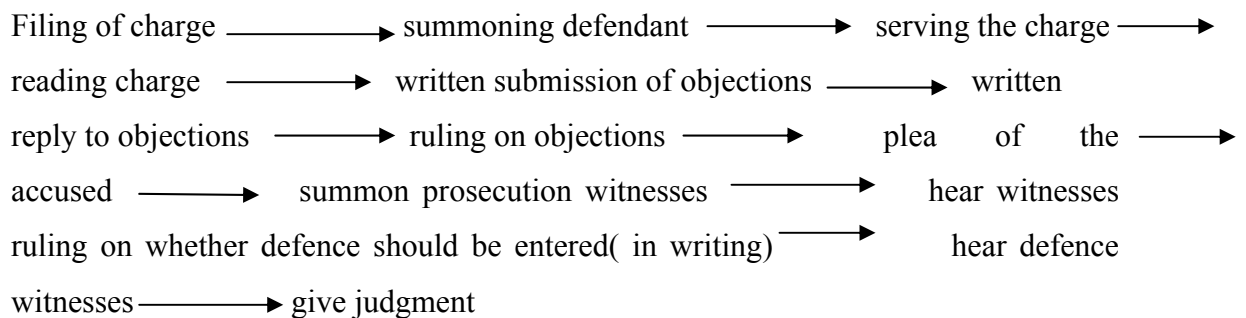 Filing of charge summoning defendant serving the charge
reading charge written submission of objections written
reply to objections ruling on objections plea of the
accused summon prosecution witnesses hear witnesses
ruling on whether defence should be entered( in writing) hear defence
witnesses give judgment